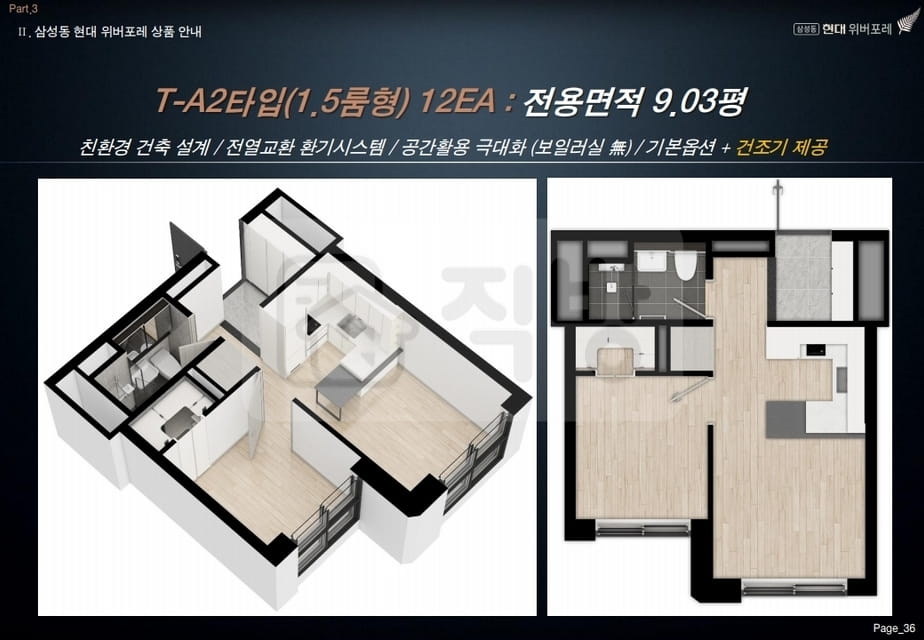 Part.3
Ⅱ. 삼성동 현대 위버포레 상품 안내
삼성동 현대 위버포레
T-A2타입(1.5룸형) 12EA : 전용면적 9.03평
친환경 건축 설계 / 전열교환 환기시스템 / 공간활용 극대화 (보일러실 無) / 기본옵션 + 건조기 제공
직방
Page_36